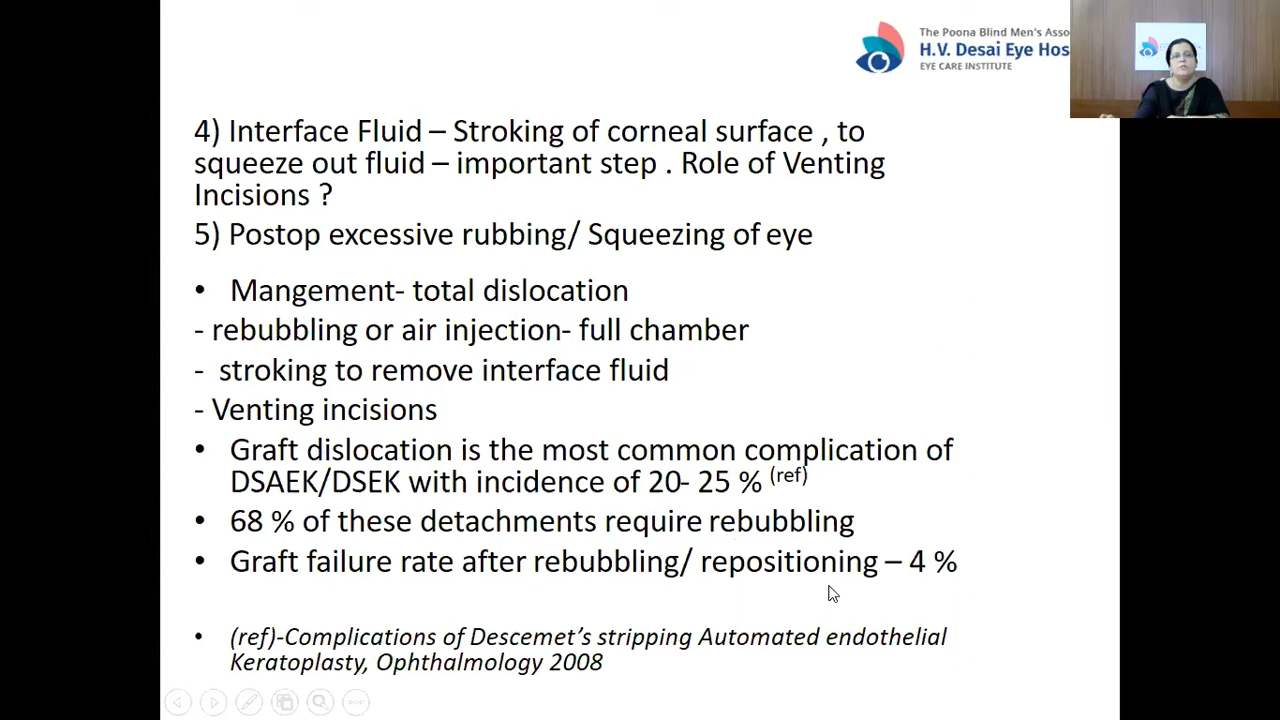 The Poona Blind Men's Asso
H.V. Desai Eye Hos
EYE CARE INSTITUTE
4) Interface Fluid – Stroking of corneal surface , to
squeeze out fluid – important step . Role of Venting
Incisions ?
5) Postop excessive rubbing/ Squeezing of eye
• Mangement- total dislocation
- rebubbling or air injection- full chamber
- stroking to remove interface fluid
- Venting incisions
• Graft dislocation is the most common complication of
DSAEK/DSEK with incidence of 20- 25 % (ref)
• 68 % of these detachments require rebubbling
• Graft failure rate after rebubbling/ repositioning – 4 %
• (ref)-Complications of Descemet’s stripping Automated endothelial
Keratoplasty, Ophthalmology 2008